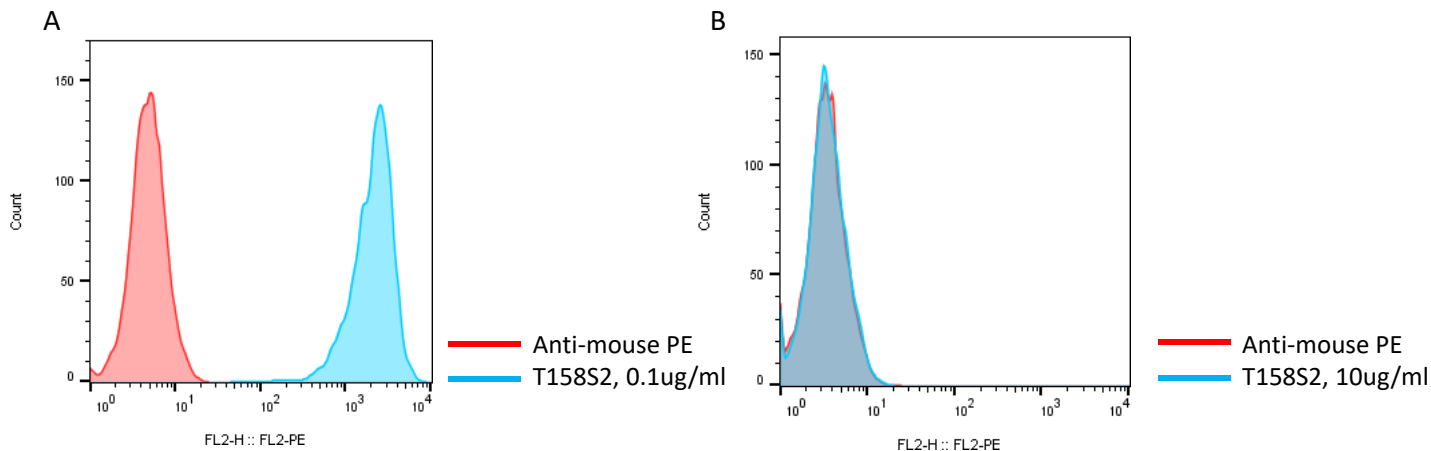 A
150
100
50
0
Count
10^0 10^1 10^2 10^3 10^4
FL2-H :: FL2-PE
Anti-mouse PE
T158S2, 0.1ug/ml
B
150
100
50
0
Count
10^0 10^1 10^2 10^3 10^4
FL2-H :: FL2-PE
Anti-mouse PE
T158S2, 10ug/ml